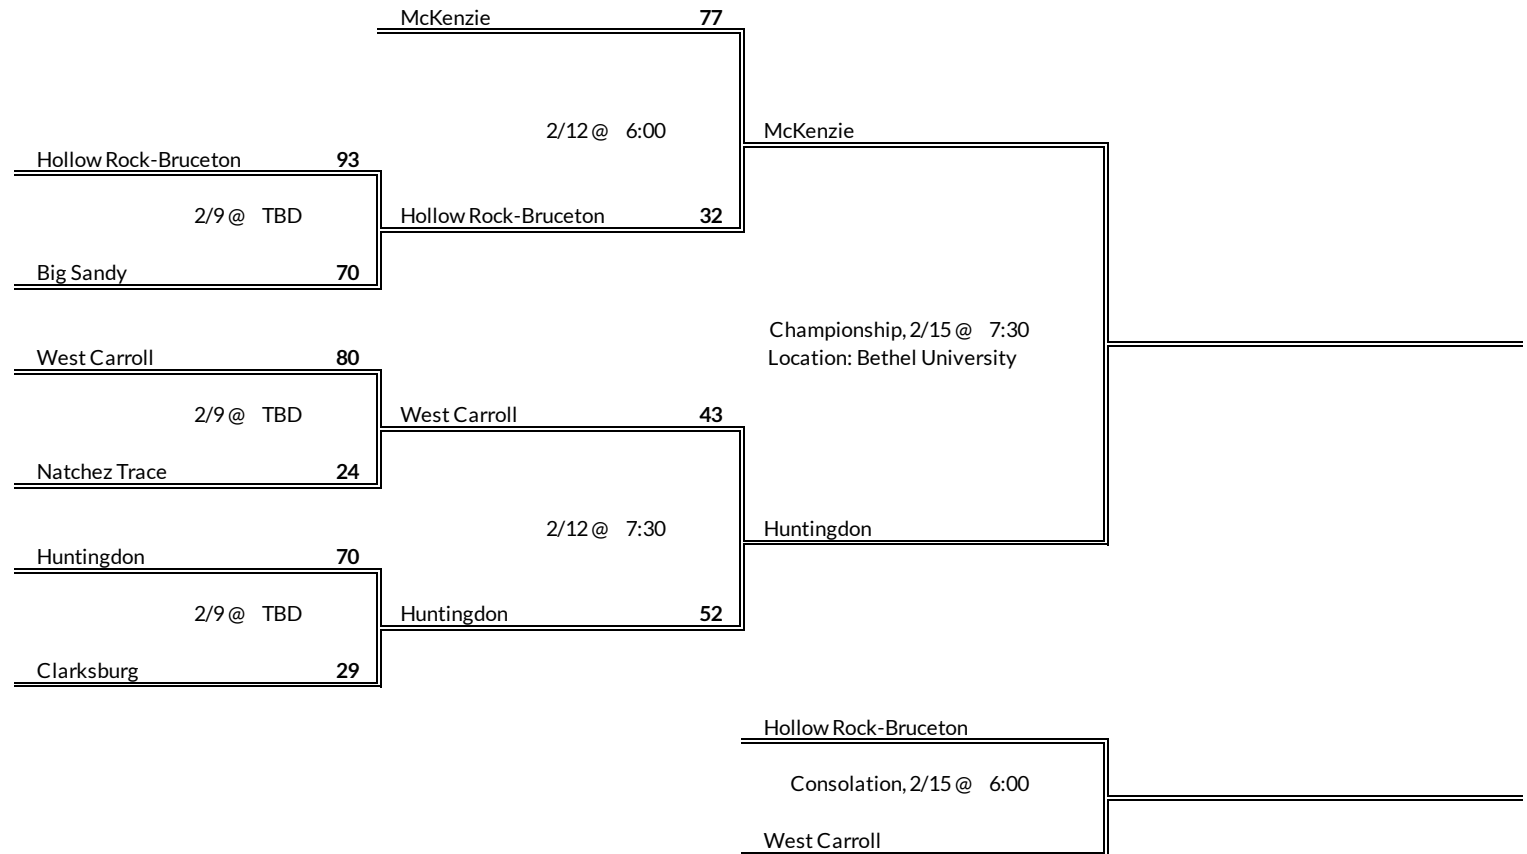 McKenzie 77
2/12 @ 6:00 McKenzie
Hollow Rock-Bruceton 93
2/9 @ TBD Hollow Rock-Bruceton 32
Big Sandy 70
Championship, 2/15 @ 7:30
West Carroll 80 Location: Bethel University
2/9 @ TBD West Carroll 43
Natchez Trace 24
2/12 @ 7:30 Huntingdon
Huntingdon 70
2/9 @ TBD Huntingdon 52
Clarksburg 29
Hollow Rock-Bruceton
Consolation, 2/15 @ 6:00
West Carroll